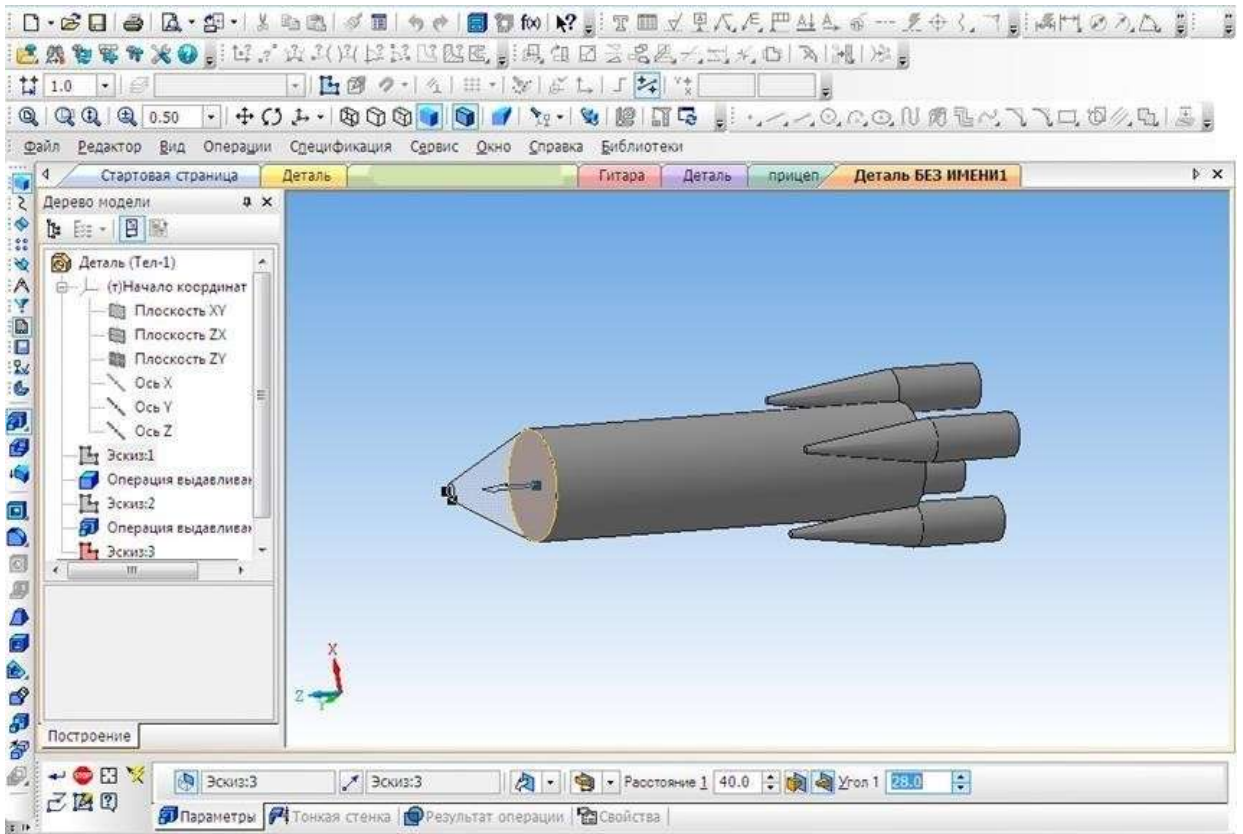 f(x)
1.0
0.50
Файл Редактор Вид Операции Спецификация Сервис Окно Справка Библиотеки
Стартовая страница Деталь Гитара Деталь прицеп Деталь БЕЗ ИМЕНИ1
Дерево модели
Деталь (Тел-1)
(т)Начало координат
Плоскость XY
Плоскость ZX
Плоскость ZY
Ось X
Ось Y
Ось Z
Эскиз:1
Операция выдавливан
Эскиз:2
Операция выдавливан
Эскиз:3
X
Z
Y
Построение
Эскиз:3 Эскиз:3 Расстояние 1 40.0 Угол 1 28.0
Параметры Тонкая стенка Результат операции Свойства